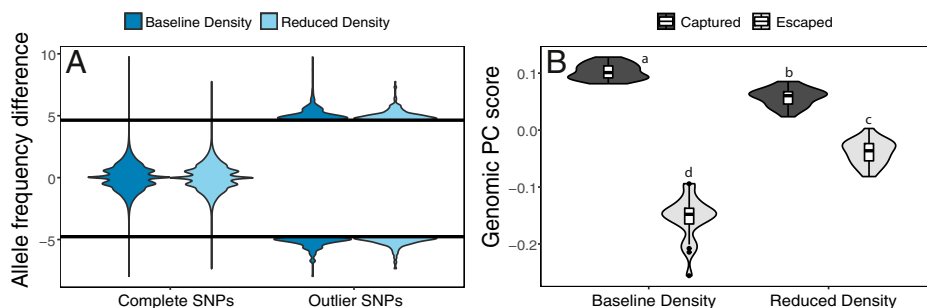 Baseline Density Reduced Density
Captured Escaped
A
Allele frequency difference
10
5
0
−5
Complete SNPs Outlier SNPs
B
Genomic PC score
0.1
0.0
−0.1
−0.2
a
b
c
d
Baseline Density Reduced Density